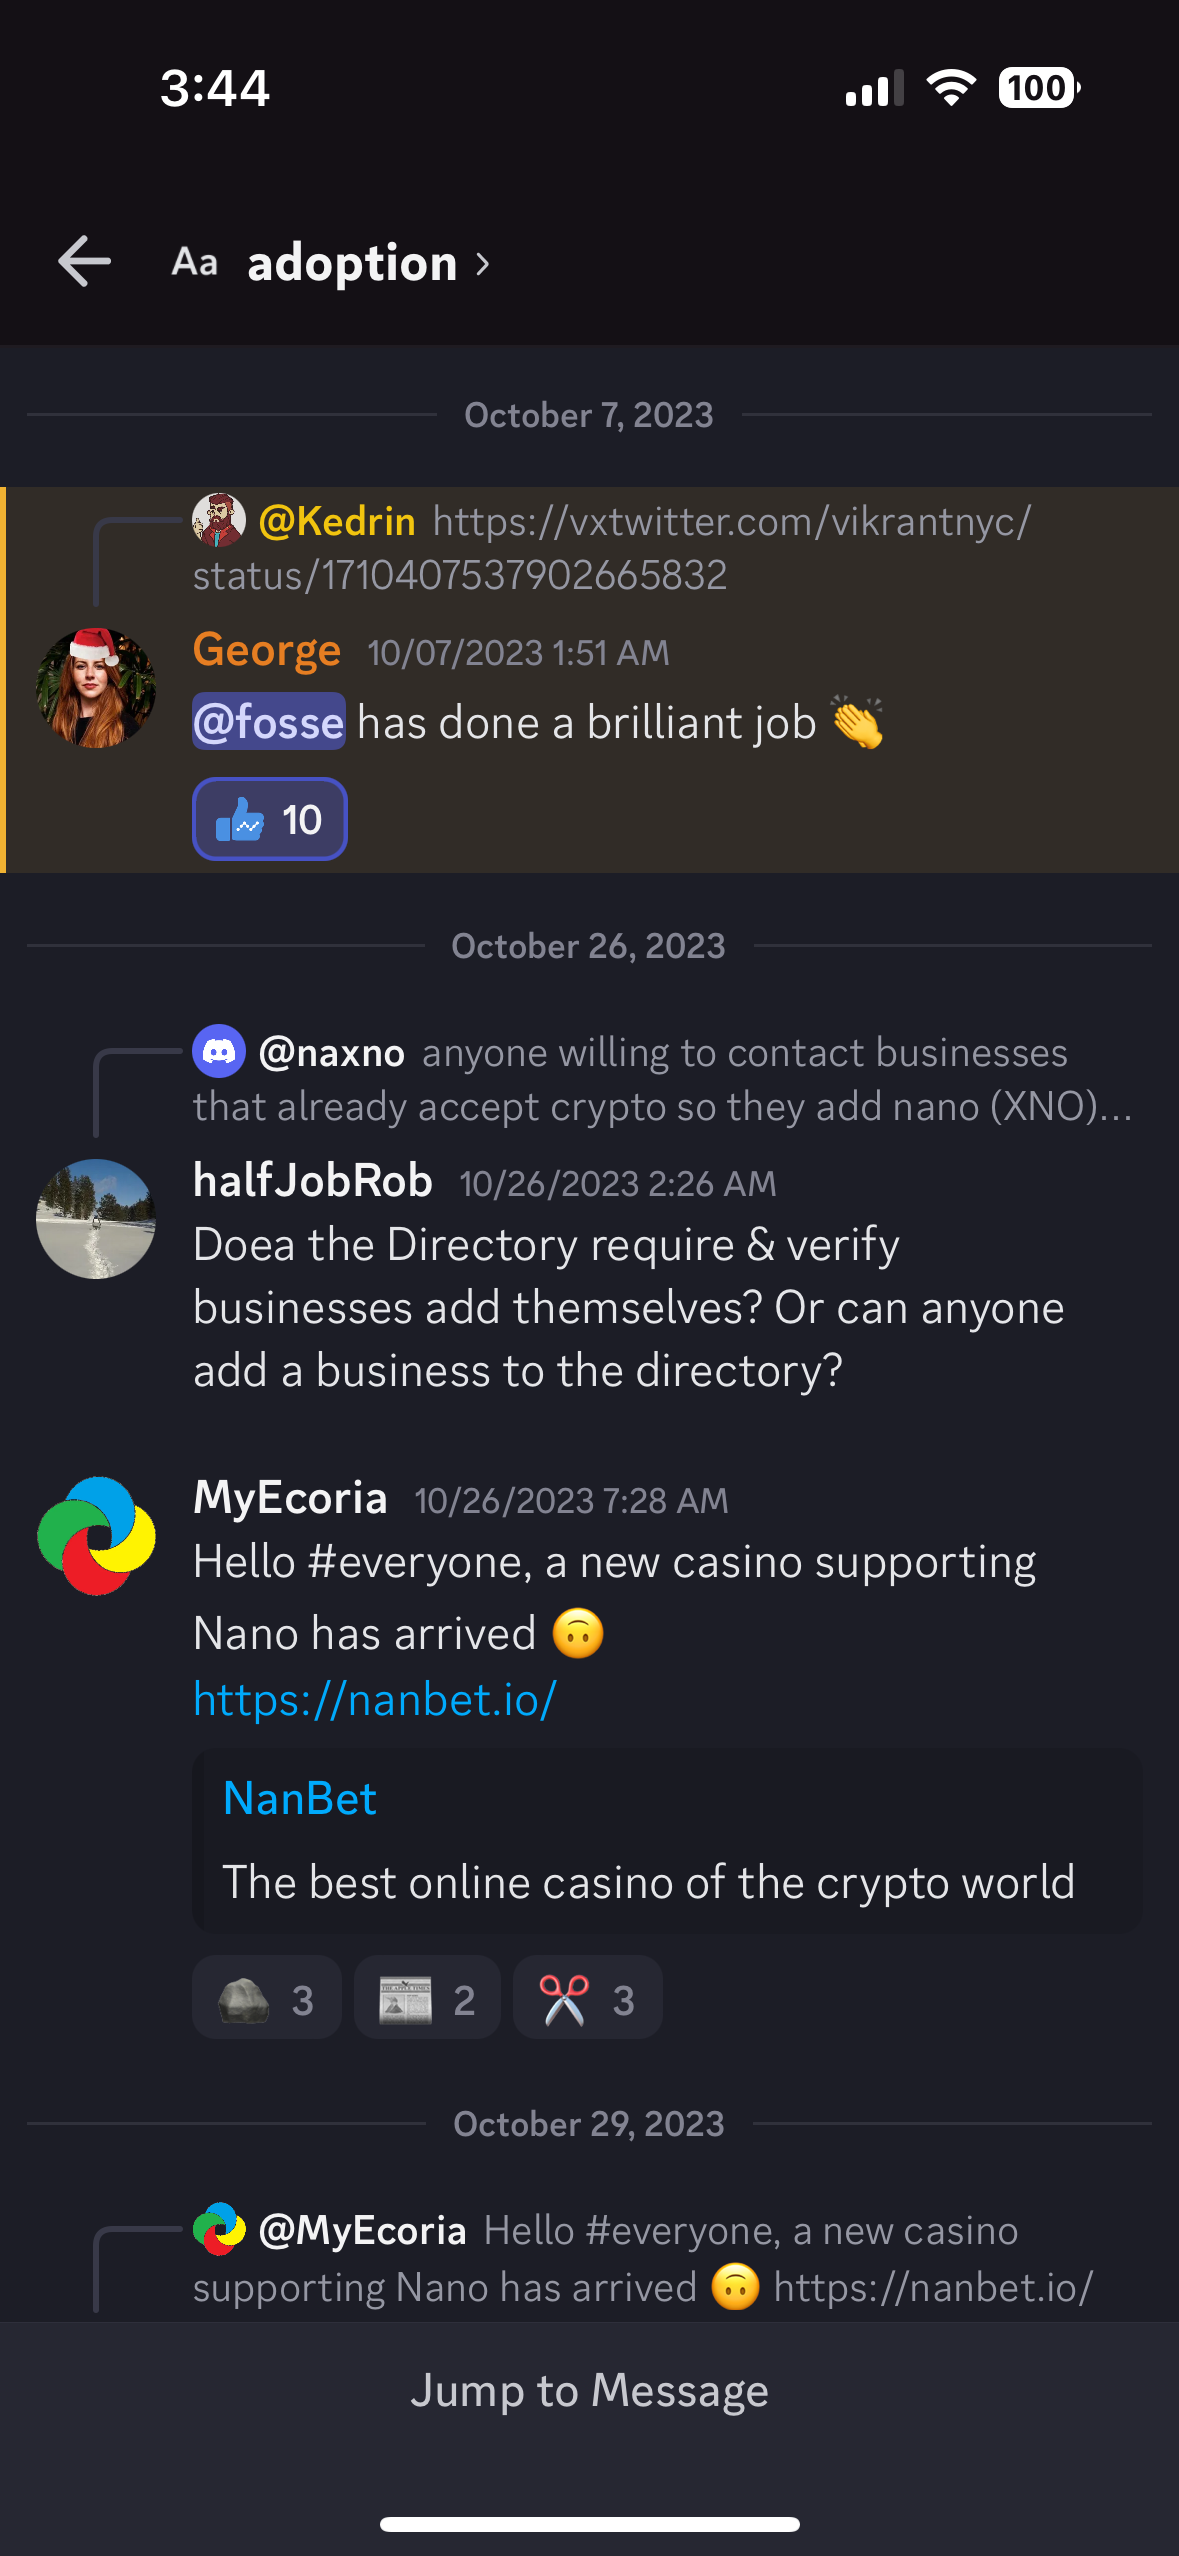 3:44
100
Aa adoption ›
October 7, 2023
@Kedrin https://vxtwitter.com/vikrantnyc/
status/1710407537902665832
George 10/07/2023 1:51 AM
@fosse has done a brilliant job 👏
10
October 26, 2023
@naxno anyone willing to contact businesses
that already accept crypto so they add nano (XNO)...
halfJobRob 10/26/2023 2:26 AM
Doea the Directory require & verify
businesses add themselves? Or can anyone
add a business to the directory?
MyEcoria 10/26/2023 7:28 AM
Hello #everyone, a new casino supporting
Nano has arrived 🙃
https://nanbet.io/
NanBet
The best online casino of the crypto world
3 2 3
October 29, 2023
@MyEcoria Hello #everyone, a new casino
supporting Nano has arrived 🙃 https://nanbet.io/
Jump to Message